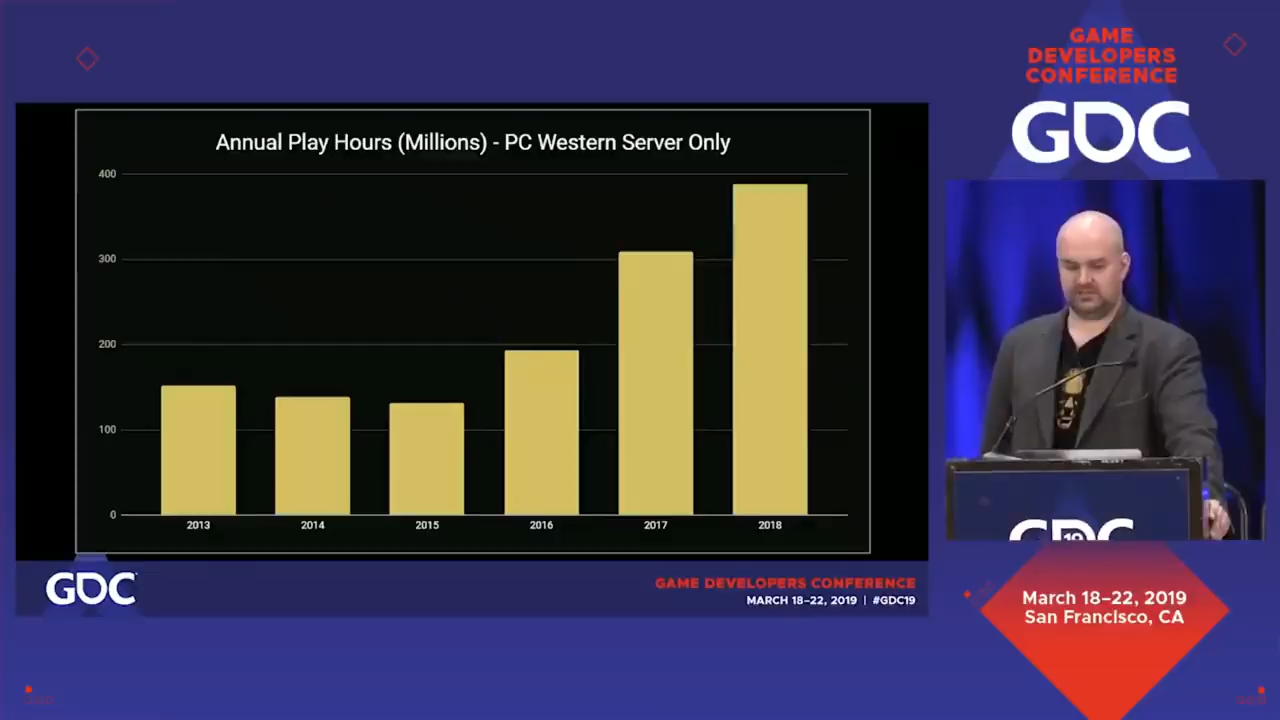 GAME
DEVELOPERS
CONFERENCE
GDC
Annual Play Hours (Millions) - PC Western Server Only
400
300
200
100
0
2013 2014 2015 2016 2017 2018
GDC
19
GDC
GAME DEVELOPERS CONFERENCE
MARCH 18–22, 2019 | #GDC19
March 18–22, 2019
San Francisco, CA